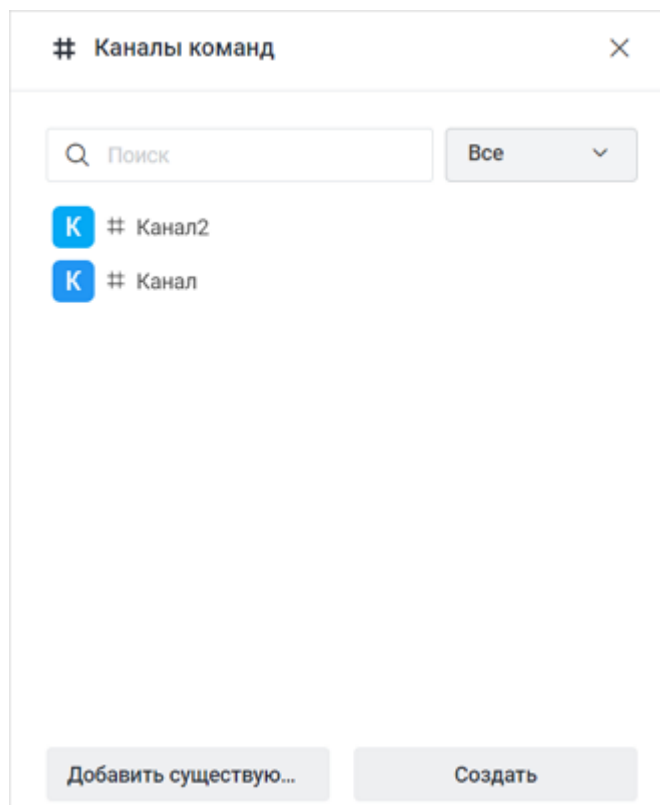 # Каналы команд
Поиск
Все
К # Канал2
К # Канал
Добавить существую...
Создать